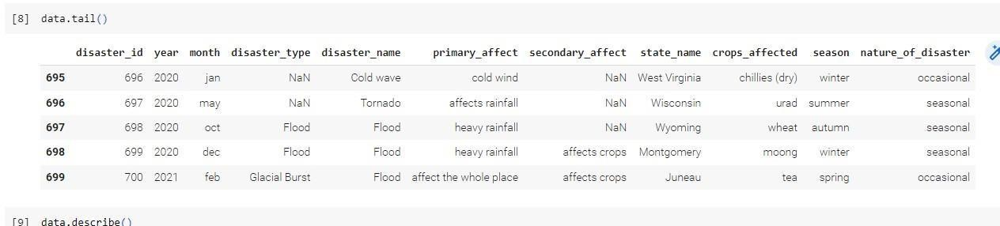 [8] data.tail()
disaster_id year month disaster_type disaster_name primary_affect secondary_affect state_name crops_affected season nature_of_disaster
695 696 2020 jan NaN Cold wave cold wind NaN West Virginia chillies (dry) winter occasional
696 697 2020 may NaN Tornado affects rainfall NaN Wisconsin urad summer seasonal
697 698 2020 oct Flood Flood heavy rainfall NaN Wyoming wheat autumn seasonal
698 699 2020 dec Flood Flood heavy rainfall affects crops Montgomery moong winter seasonal
699 700 2021 feb Glacial Burst Flood affect the whole place affects crops Juneau tea spring occasional
[9] data.describe()